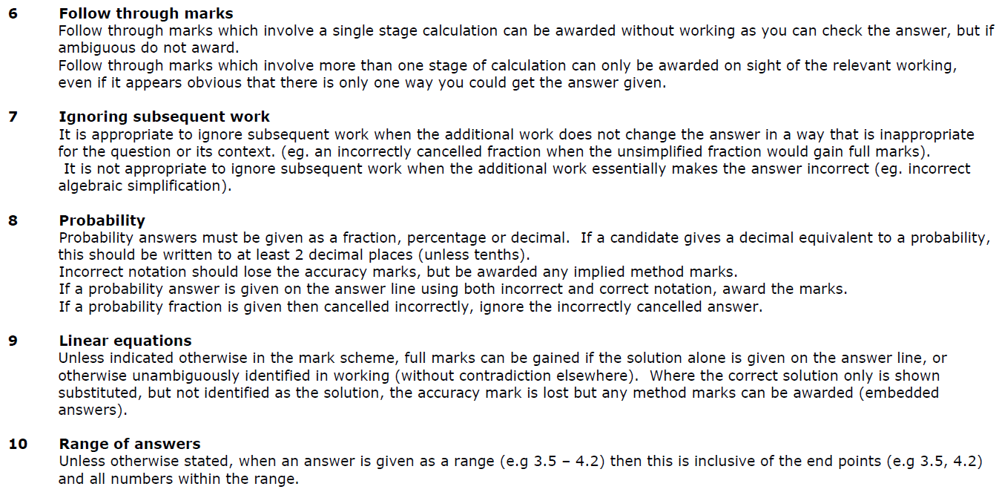 6 Follow through marks
Follow through marks which involve a single stage calculation can be awarded without working as you can check the answer, but if
ambiguous do not award.
Follow through marks which involve more than one stage of calculation can only be awarded on sight of the relevant working,
even if it appears obvious that there is only one way you could get the answer given.
7 Ignoring subsequent work
It is appropriate to ignore subsequent work when the additional work does not change the answer in a way that is inappropriate
for the question or its context. (eg. an incorrectly cancelled fraction when the unsimplified fraction would gain full marks).
It is not appropriate to ignore subsequent work when the additional work essentially makes the answer incorrect (eg. incorrect
algebraic simplification).
8 Probability
Probability answers must be given as a fraction, percentage or decimal. If a candidate gives a decimal equivalent to a probability,
this should be written to at least 2 decimal places (unless tenths).
Incorrect notation should lose the accuracy marks, but be awarded any implied method marks.
If a probability answer is given on the answer line using both incorrect and correct notation, award the marks.
If a probability fraction is given then cancelled incorrectly, ignore the incorrectly cancelled answer.
9 Linear equations
Unless indicated otherwise in the mark scheme, full marks can be gained if the solution alone is given on the answer line, or
otherwise unambiguously identified in working (without contradiction elsewhere). Where the correct solution only is shown
substituted, but not identified as the solution, the accuracy mark is lost but any method marks can be awarded (embedded
answers).
10 Range of answers
Unless otherwise stated, when an answer is given as a range (e.g 3.5 – 4.2) then this is inclusive of the end points (e.g 3.5, 4.2)
and all numbers within the range.